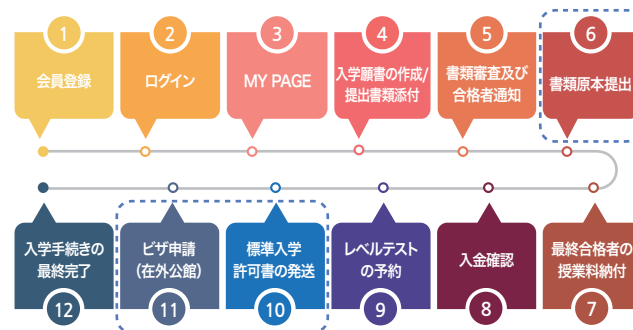 1
会員登録
2
ログイン
3
MY PAGE
4
入学願書の作成/
提出書類添付
5
書類審査及び
合格者通知
6
書類原本提出
7
最終合格者の
授業料納付
8
入金確認
9
レベルテスト
の予約
10
標準入学
許可書の発送
11
ビザ申請
(在外公館)
12
入学手続きの
最終完了